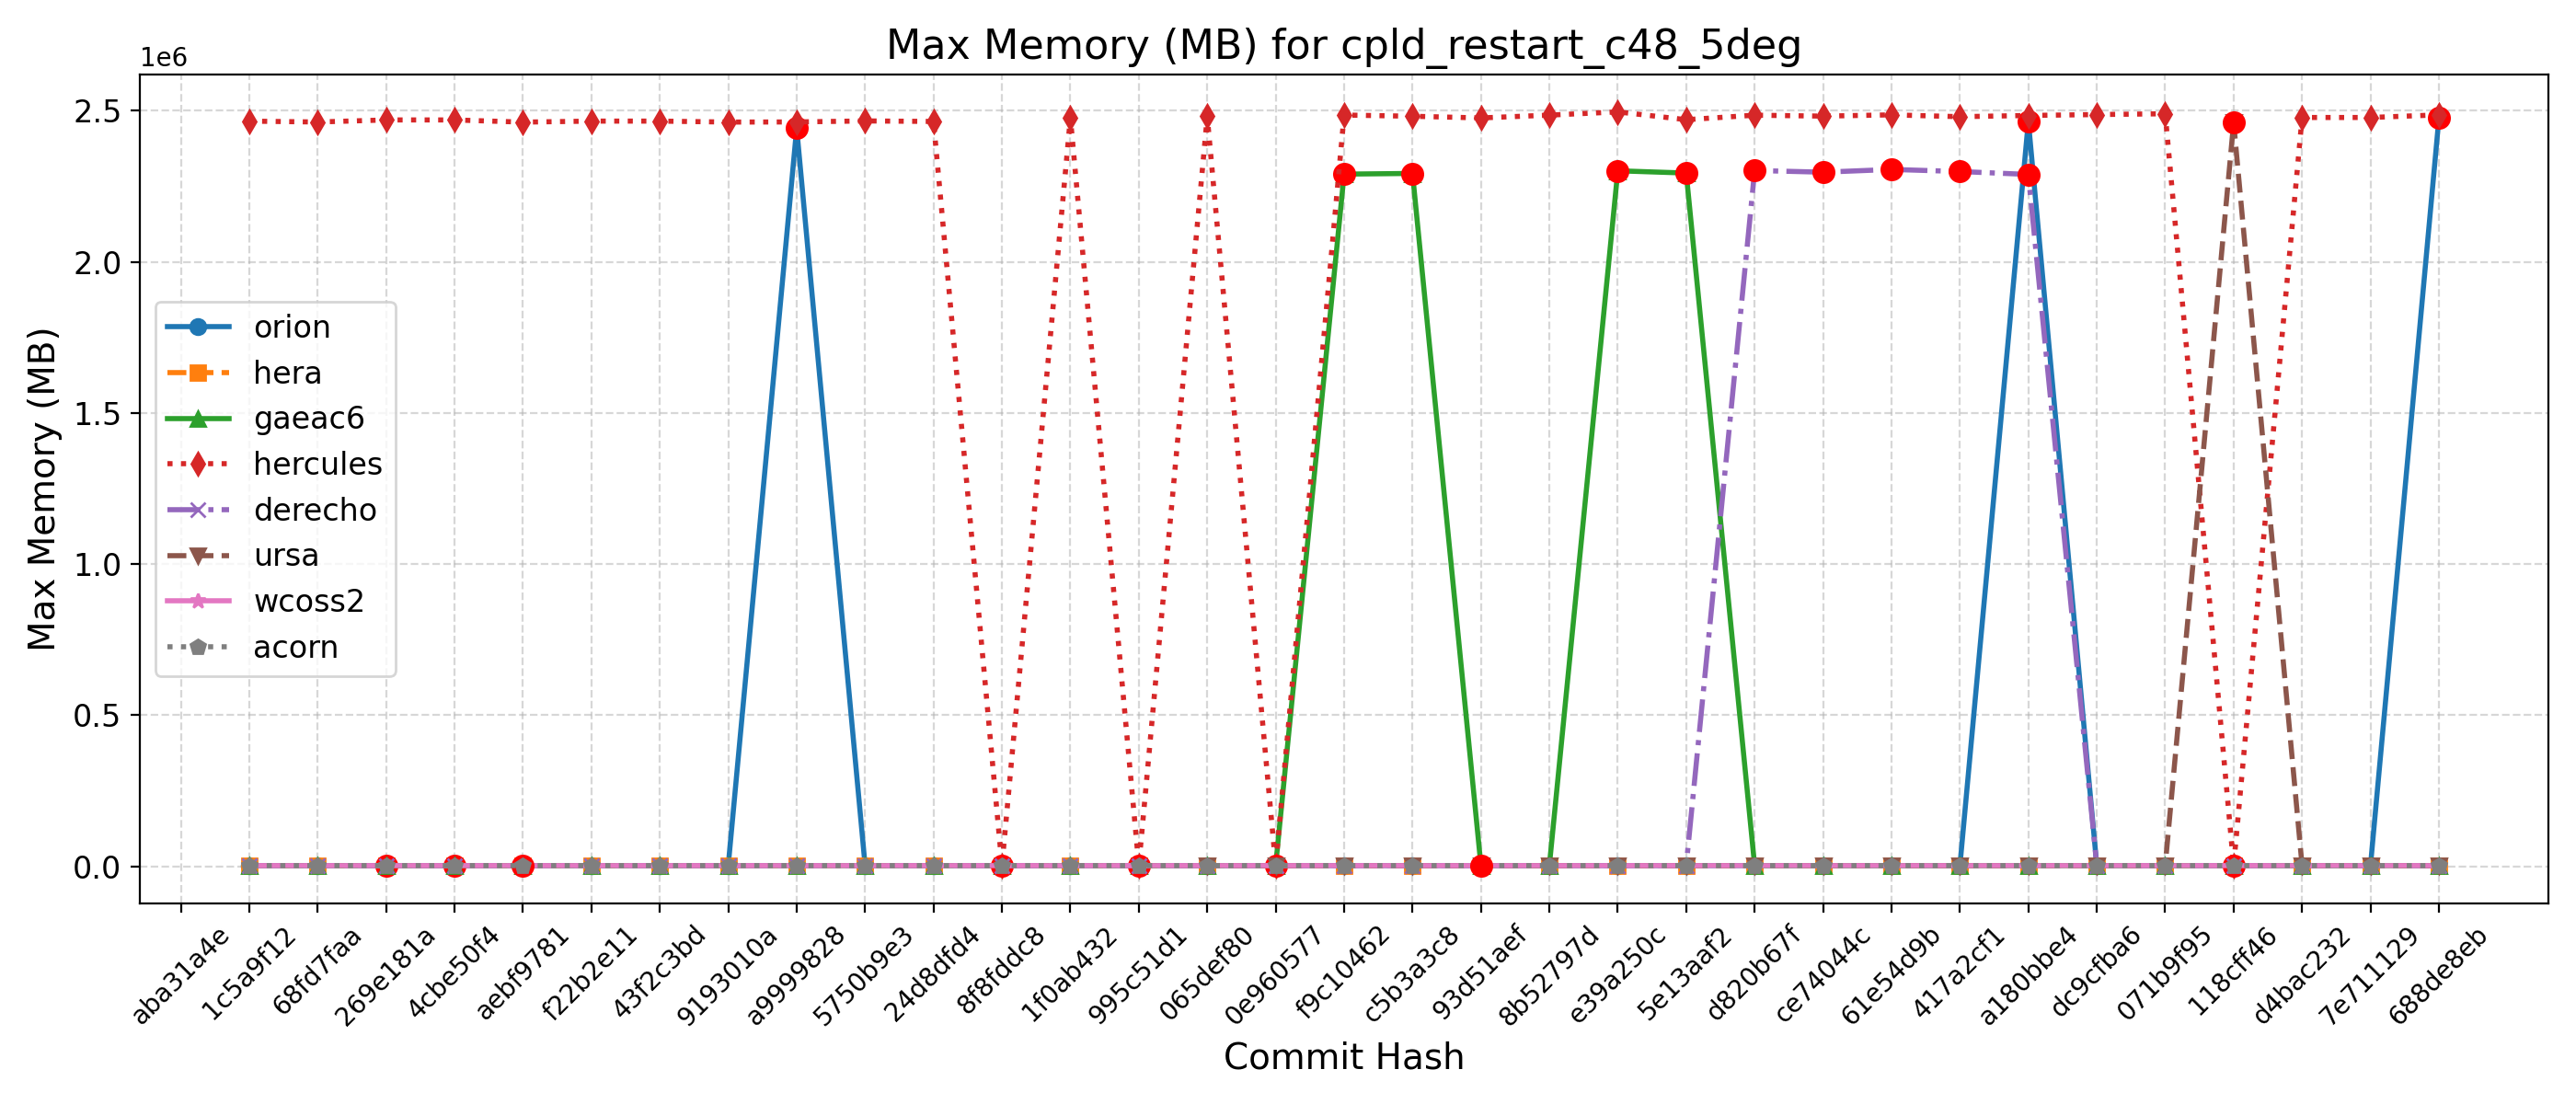 Max Memory (MB) for cpld_restart_c48_5deg
1e6
Max Memory (MB)
2.5
2.0
1.5
1.0
0.5
0.0
orion
hera
gaeac6
hercules
derecho
ursa
wcoss2
acorn
aba31a4e
1c5a9f12
68fd7faa
269e181a
4cbe50f4
aebf9781
f22b2e11
43f2c3bd
9193010a
a9999828
5750b9e3
24d8dfd4
8f8fddc8
1f0ab432
995c51d1
065def80
0e960577
f9c10462
c5b3a3c8
93d51aef
8b52797d
e39a250c
5e13aaf2
d820b67f
ce74044c
61e54d9b
417a2cf1
a180bbe4
dc9cfba6
071b9f95
118cff46
d4bac232
7e711129
688de8eb
Commit Hash